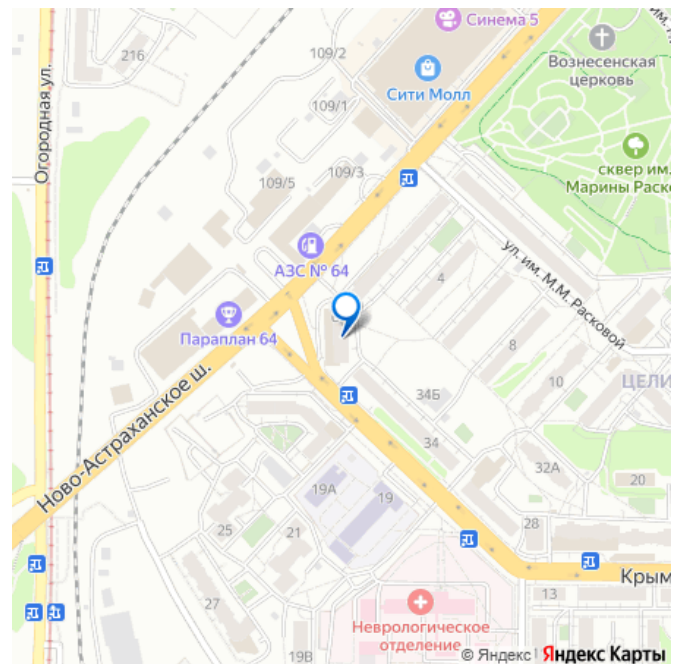 Синема 5
109/2
216
Вознесенская
церковь
Сити Молл
109/1
Огородная ул.
109/3
109/5
сквер им.
Марины Раск
АЗС № 64
4
ул. им. М.М. Расковой
Параплан 64
8
10
ЦЕЛИ
34Б
Ново-Астраханское ш.
34
32А
20
19А
19
25
21
28
Крым
27
13
Неврологическое
отделение
19В
© Яндекс
Яндекс Карты